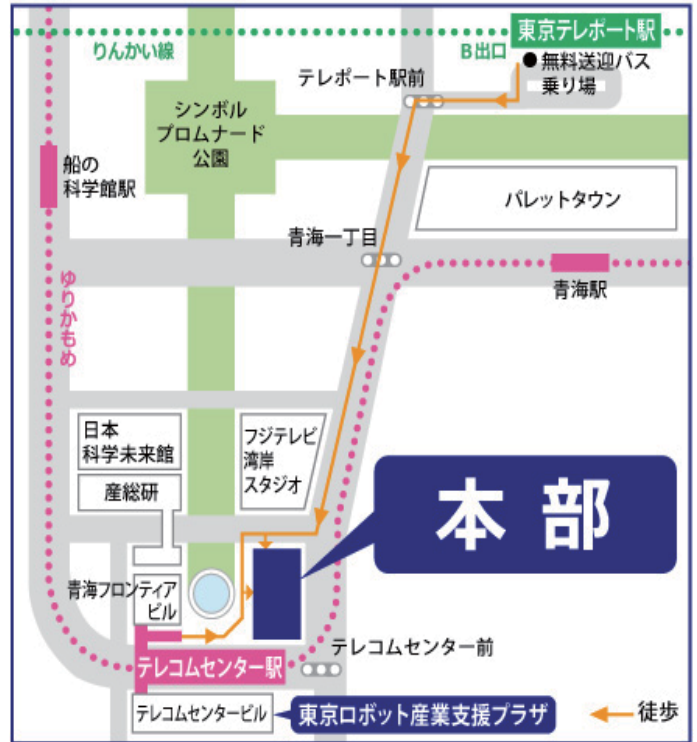 東京テレポート駅
りんかい線
B出口
無料送迎バス
乗り場
テレポート駅前
シンボル
プロムナード
公園
船の
科学館駅
パレットタウン
青海一丁目
青海駅
ゆりかもめ
日本
科学未来館
フジテレビ
湾岸
スタジオ
産総研
本部
青海フロンティア
ビル
テレコムセンター前
テレコムセンター駅
テレコムセンタービル
東京ロボット産業支援プラザ
徒歩